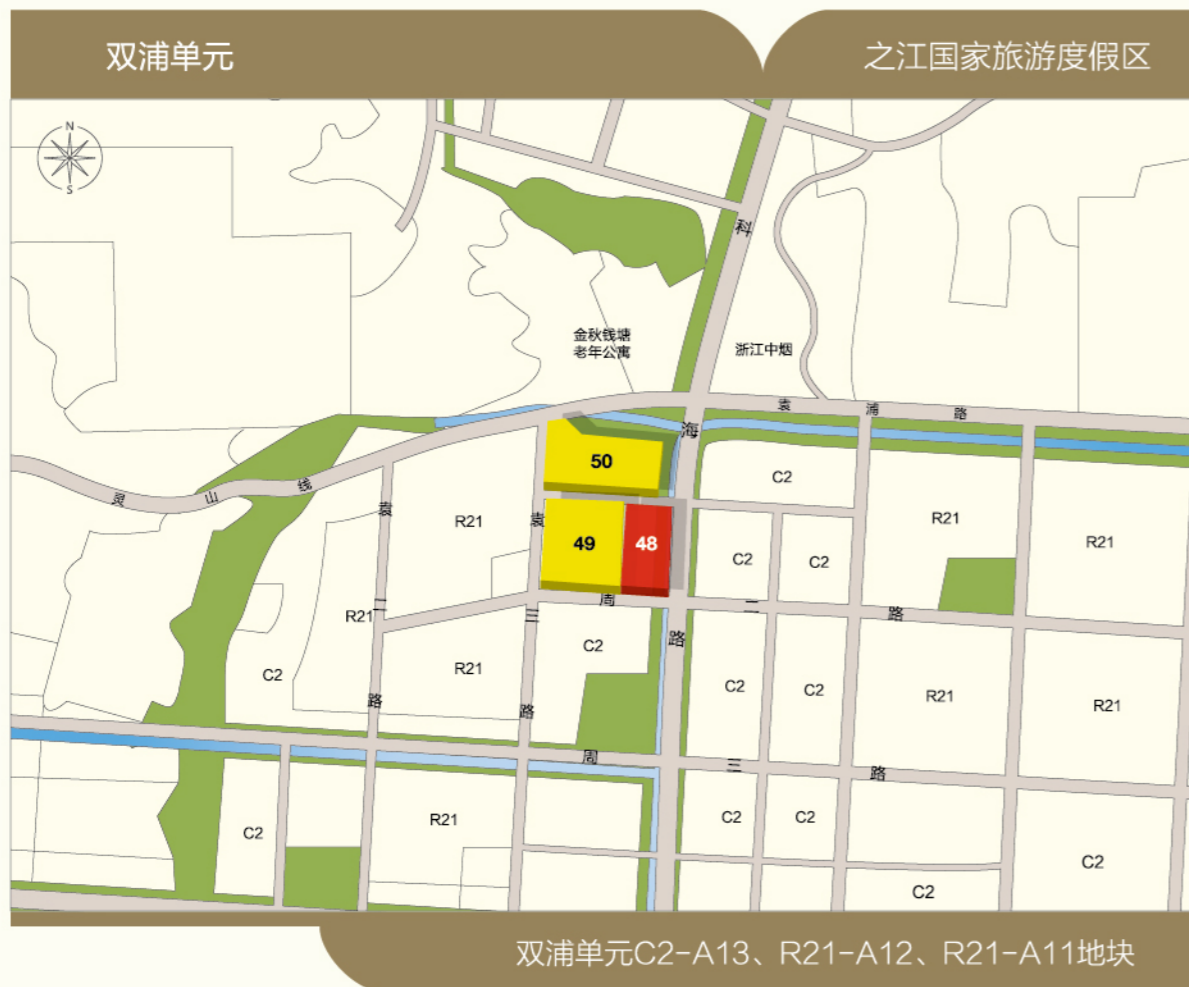 双浦单元
之江国家旅游度假区
N
S
科
金秋钱塘
老年公寓
浙江中烟
袁浦路
海
50
C2
灵山线
袁
R21
袁
49
48
C2
C2
R21
R21
二
R21
三
周
二
路
C2
路
R21
C2
C2
C2
R21
R21
路
路
周
三
路
C2
R21
C2
C2
C2
C2
双浦单元C2-A13、R21-A12、R21-A11地块